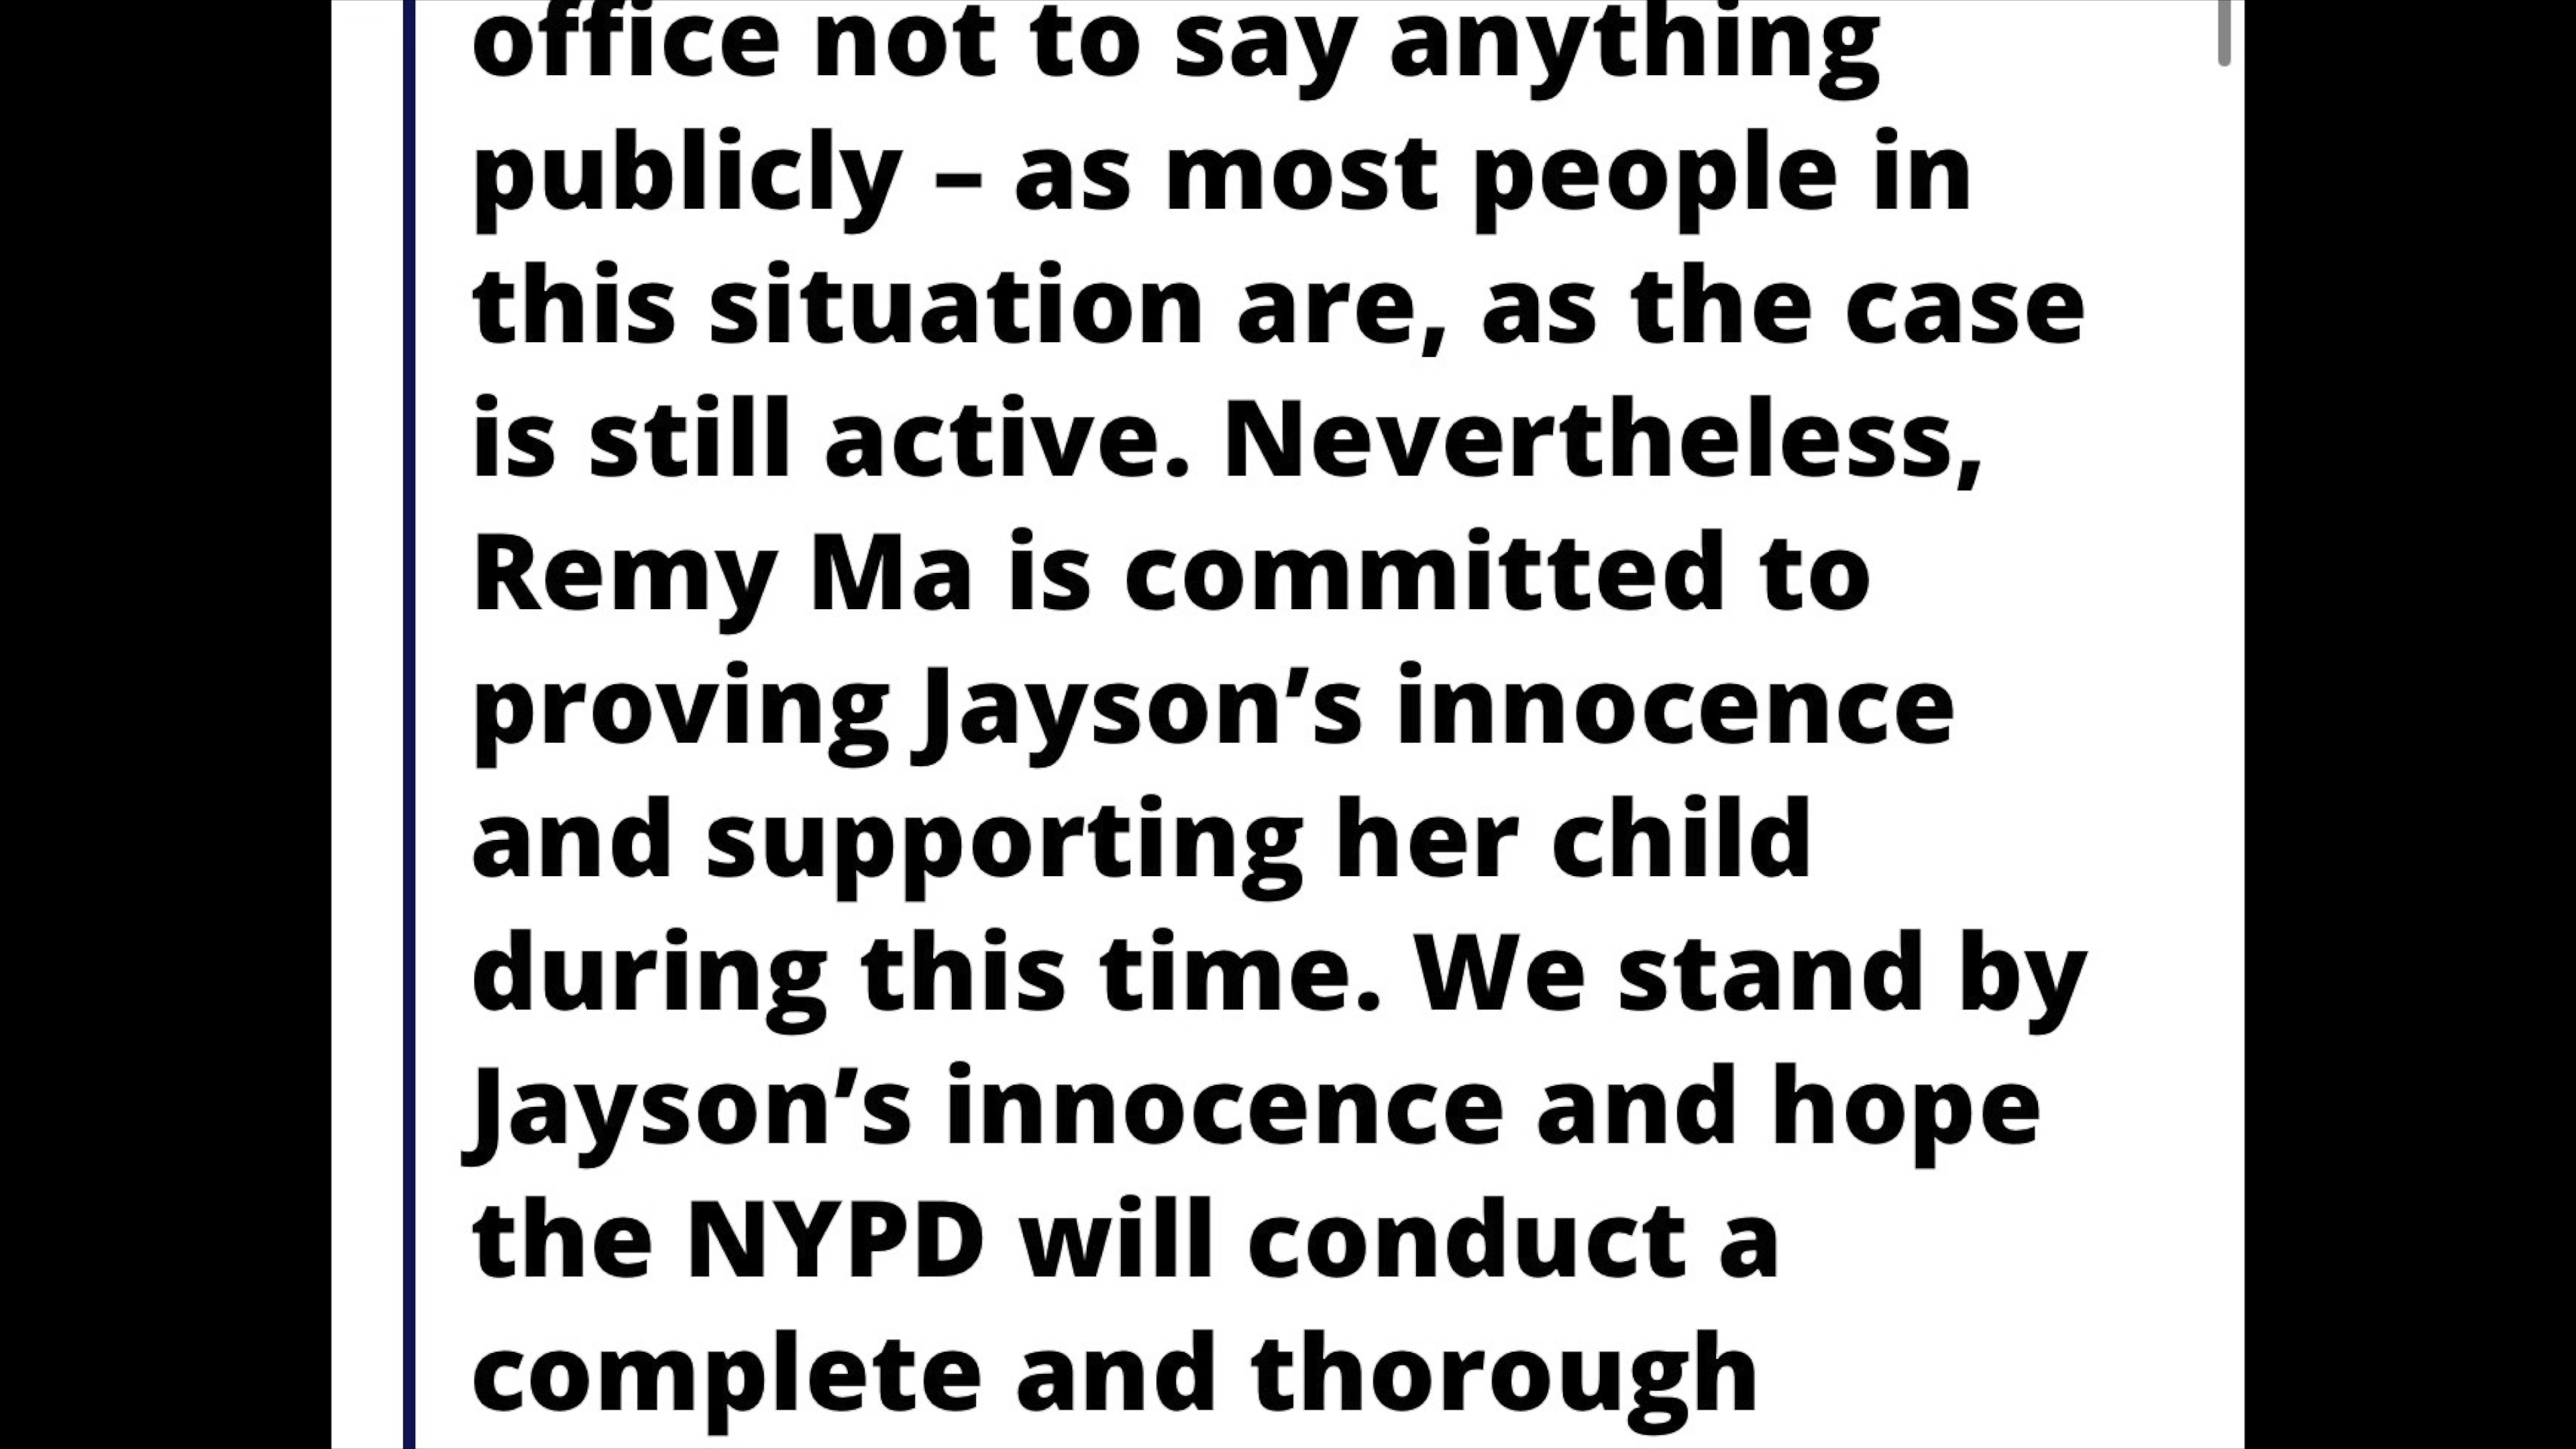 office not to say anything
publicly – as most people in
this situation are, as the case
is still active. Nevertheless,
Remy Ma is committed to
proving Jayson’s innocence
and supporting her child
during this time. We stand by
Jayson’s innocence and hope
the NYPD will conduct a
complete and thorough